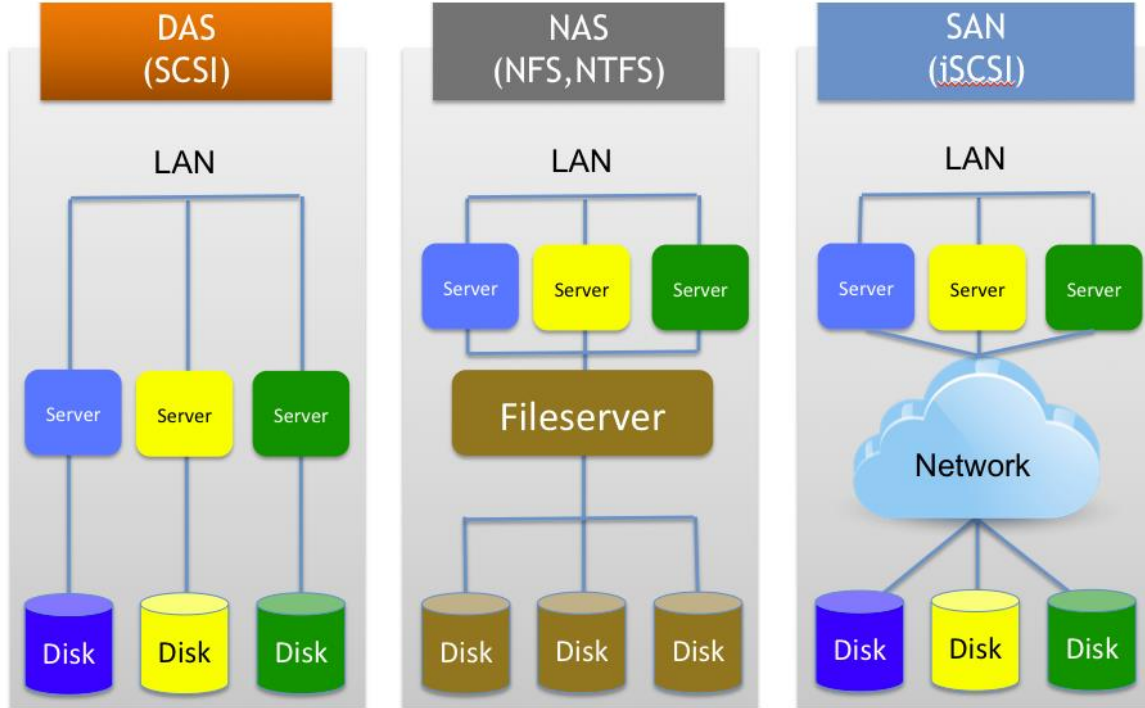 DAS
(SCSI)
LAN
Server
Server
Server
Disk
Disk
Disk
NAS
(NFS,NTFS)
LAN
Server
Server
Server
Fileserver
Disk
Disk
Disk
SAN
(iSCSI)
LAN
Server
Server
Server
Network
Disk
Disk
Disk